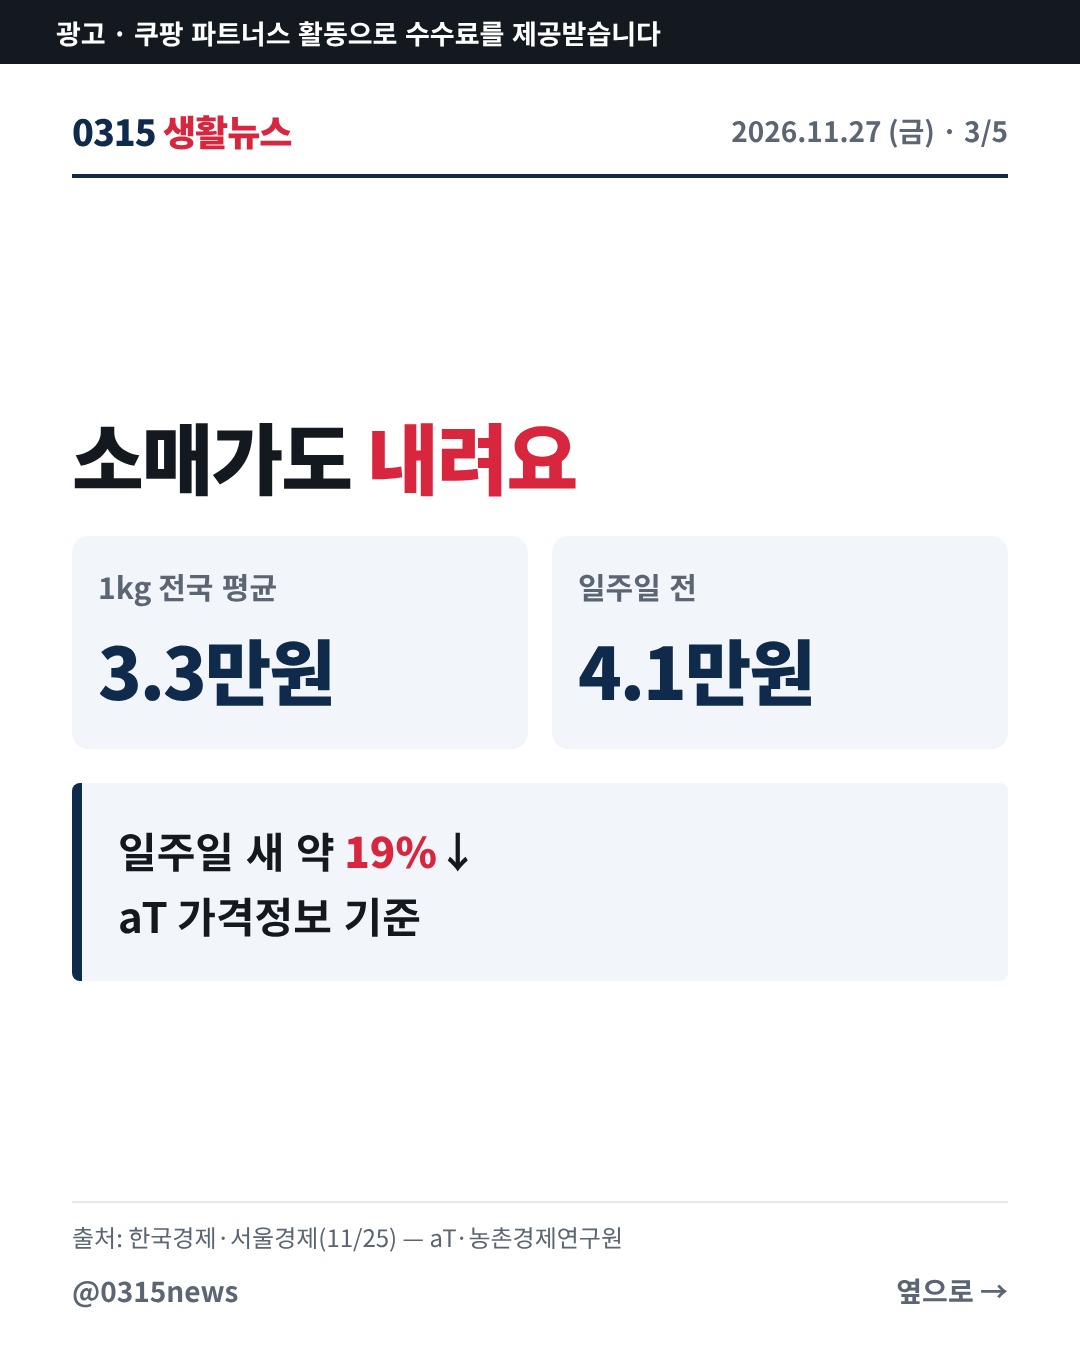 광고 · 쿠팡 파트너스 활동으로 수수료를 제공받습니다
0315 생활뉴스
2026.11.27 (금) · 3/5
소매가도 내려요
1kg 전국 평균
3.3만원
일주일 전
4.1만원
일주일 새 약 19%↓
aT 가격정보 기준
출처: 한국경제·서울경제(11/25) — aT·농촌경제연구원
@0315news
옆으로 →